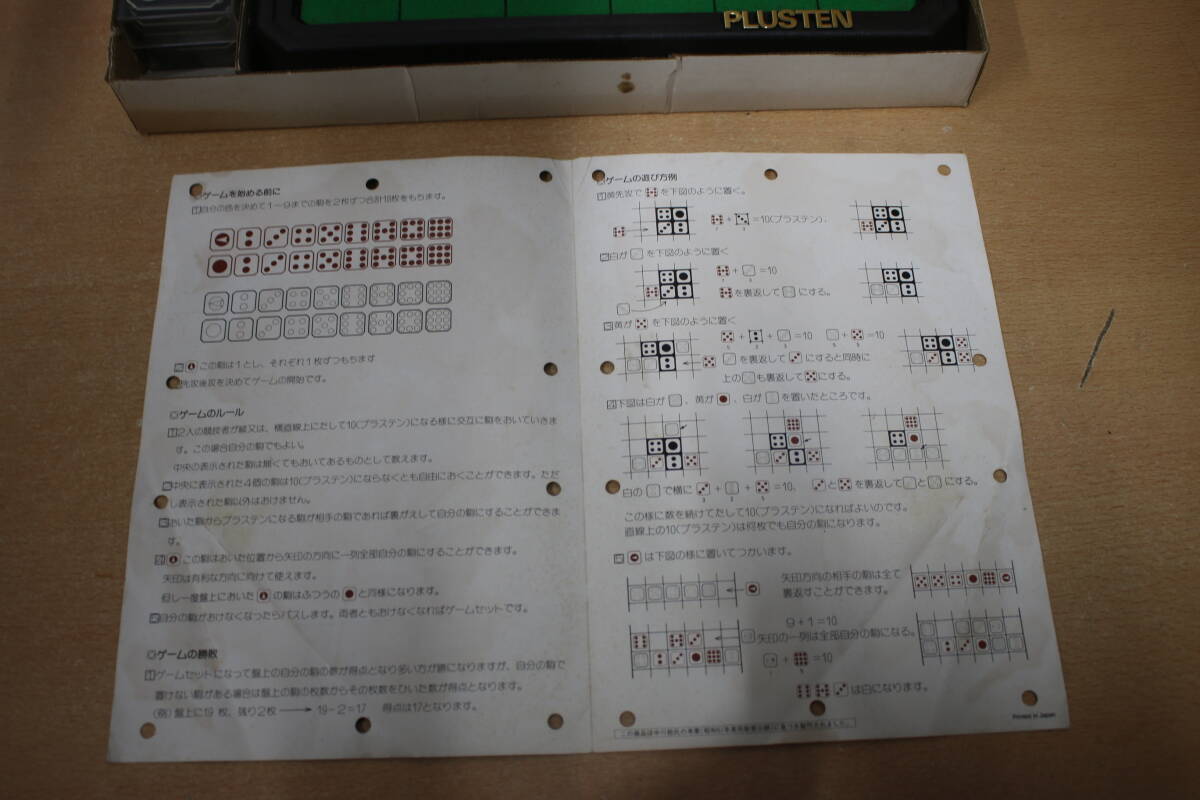 PLUSTEN
◎ゲームを始める前に
1 自分の色を決めて1〜9までの駒を2枚ずつ合計18枚をもちます。
2 この駒は1とし、それぞれ1枚ずつもちます
先攻後攻を決めてゲームの開始です。
◎ゲームのルール
1 2人の競技者が縦又は、横直線上にたして10(プラステン)になる様に交互に駒をおいていきま
す。この場合自分の駒でもよい。
中央の表示された駒は無くてもおいてあるものとして数えます。
2 中央に表示された4個の駒は10(プラステン)にならなくとも自由におくことができます。ただ
し表示された駒以外はおけません。
3 おいた駒からプラステンになる駒が相手の駒であれば裏がえして自分の駒にすることができま
す。
4 この駒はおいた位置から矢印の方向に一列全部自分の駒にすることができます。
矢印は有利な方向に向けて使えます。
但し一度盤上においた の駒はふつうの と同様になります。
5 自分の駒がおけなくなったらパスします。両者ともおけなくなればゲームセットです。
◎ゲームの勝敗
1 ゲームセットになって盤上の自分の駒の数が得点となり多い方が勝になりますが、自分の駒で
置けない駒がある場合は盤上の駒の枚数からその枚数をひいた数が得点となります。
(例)盤上に19 枚、残り2枚 → 19−2=17 得点は17となります。
◎ゲームの遊び方例
1 黄先攻で を下図のように置く。
+ =10(プラステン).
7 3
2 白が を下図のように置く
+ =10
を裏返して にする。
3 黄が を下図のように置く
+ + =10 + =10
を裏返して にすると同時に
上の も裏返して にする。
4 下図は白が 、黄が 、白が を置いたところです。
白の で横に + + =10、 と を裏返して と にする。
3 2 5
この様に数を続けてたして10(プラステン)になればよいのです。
直線上の10(プラステン)は何枚でも自分の駒になります。
5 は下図の様に置いてつかいます。
矢印方向の相手の駒は全て
裏返すことができます。
9+1=10
矢印の一列は全部自分の駒になる。
+ =10
は白になります。
Printed in Japan